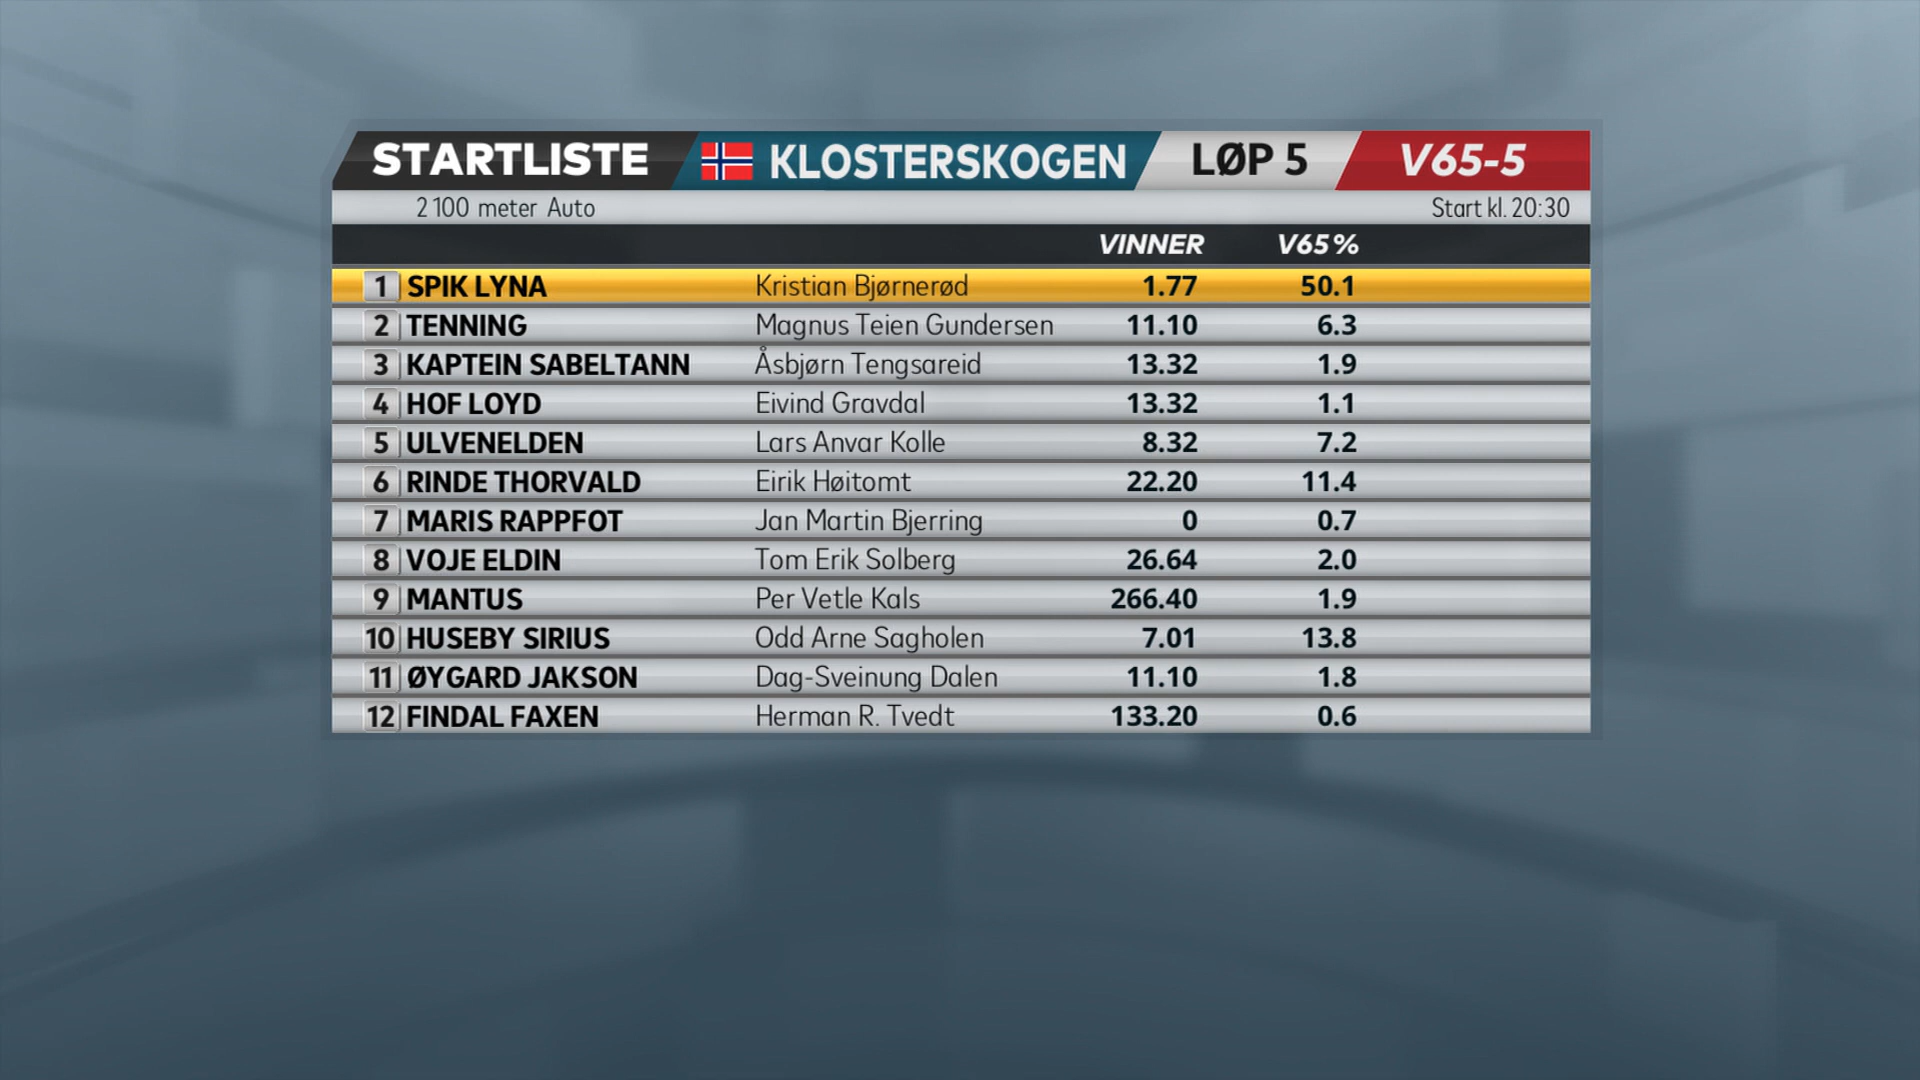 STARTLISTE KLOSTERSKOGEN LØP 5 V65-5
2100 meter Auto Start kl. 20:30
VINNER V65%
1 SPIK LYNA Kristian Bjørnerød 1.77 50.1
2 TENNING Magnus Teien Gundersen 11.10 6.3
3 KAPTEIN SABELTANN Åsbjørn Tengsareid 13.32 1.9
4 HOF LOYD Eivind Gravdal 13.32 1.1
5 ULVENELDEN Lars Anvar Kolle 8.32 7.2
6 RINDE THORVALD Eirik Høitomt 22.20 11.4
7 MARIS RAPPFOT Jan Martin Bjerring 0 0.7
8 VOJE ELDIN Tom Erik Solberg 26.64 2.0
9 MANTUS Per Vetle Kals 266.40 1.9
10 HUSEBY SIRIUS Odd Arne Sagholen 7.01 13.8
11 ØYGARD JAKSON Dag-Sveinung Dalen 11.10 1.8
12 FINDAL FAXEN Herman R. Tvedt 133.20 0.6